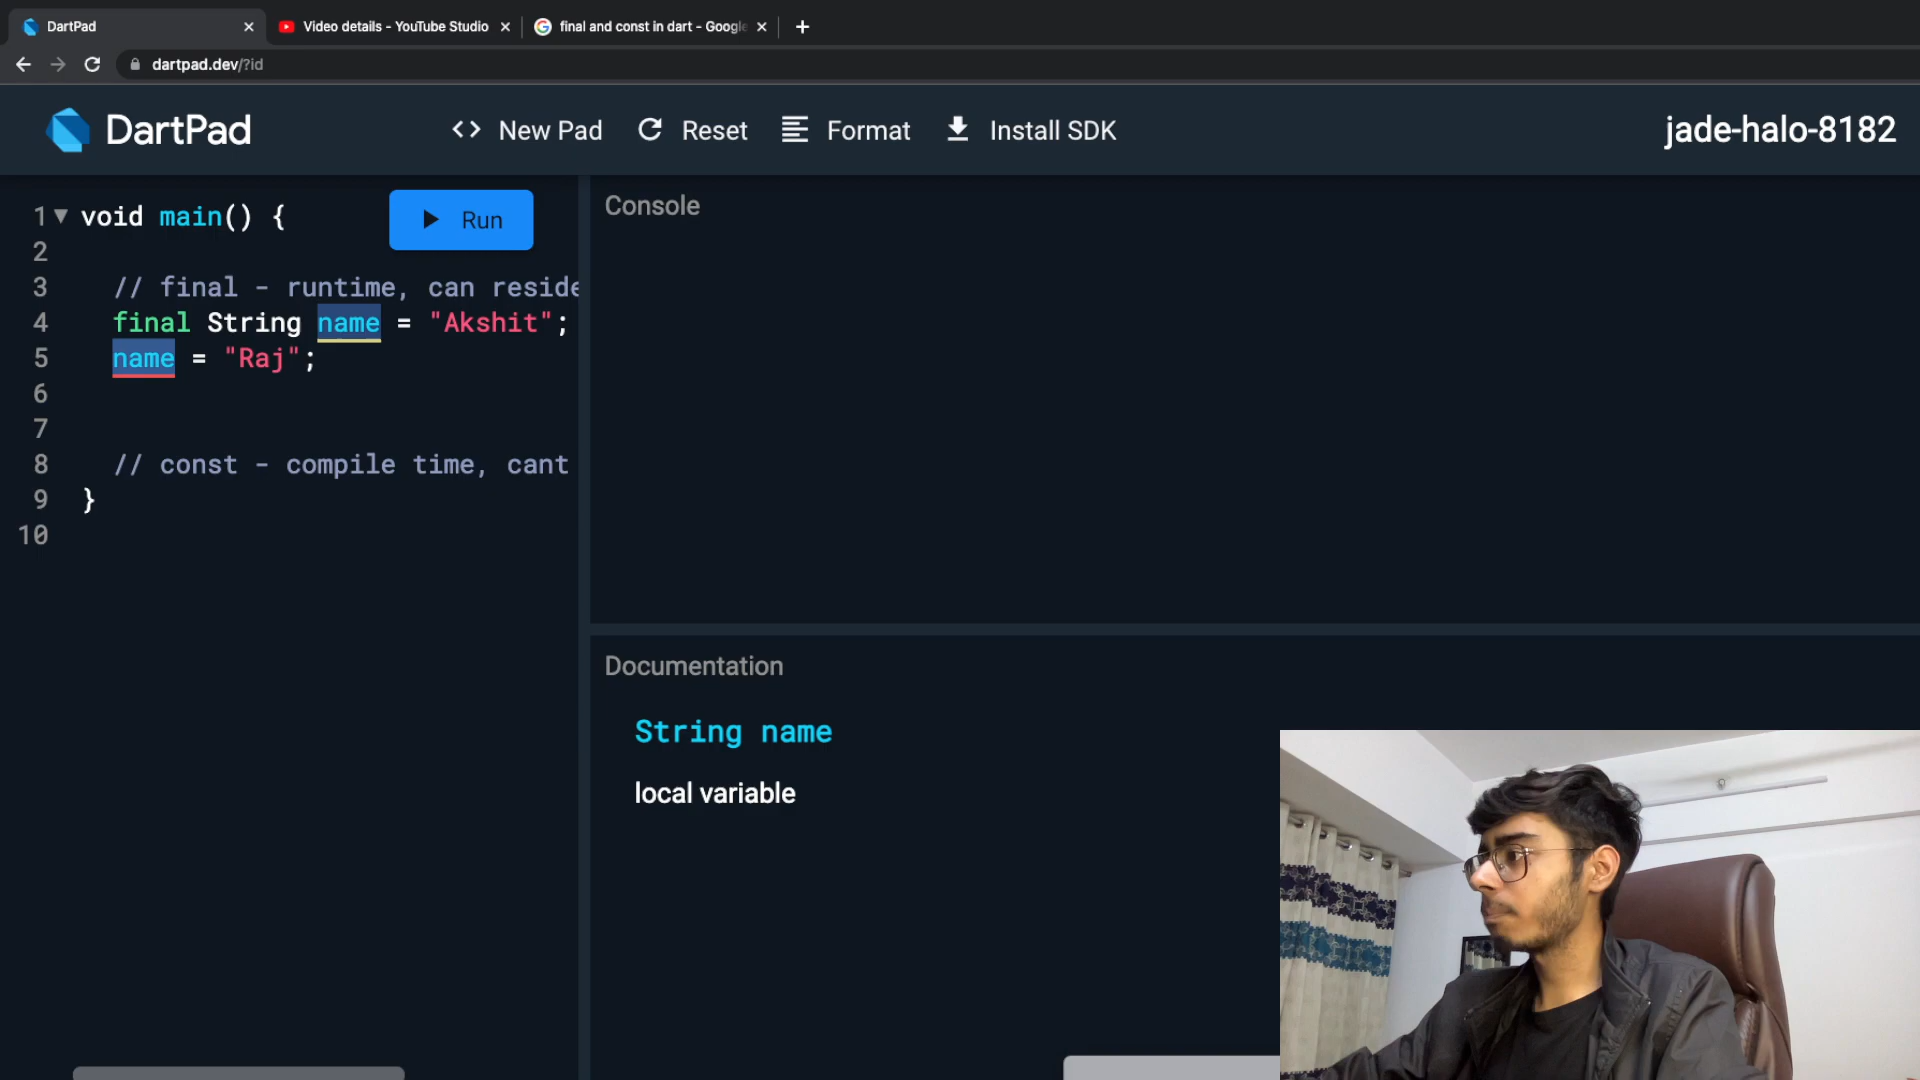 DartPad
Video details - YouTube Studio
final and const in dart - Google
dartpad.dev/?id
DartPad
New Pad
Reset
Format
Install SDK
jade-halo-8182
Run
Console
1 void main() {
2
3 // final - runtime, can reside
4 final String name = "Akshit";
5 name = "Raj";
6
7
8 // const - compile time, cant
9 }
10
Documentation
String name
local variable